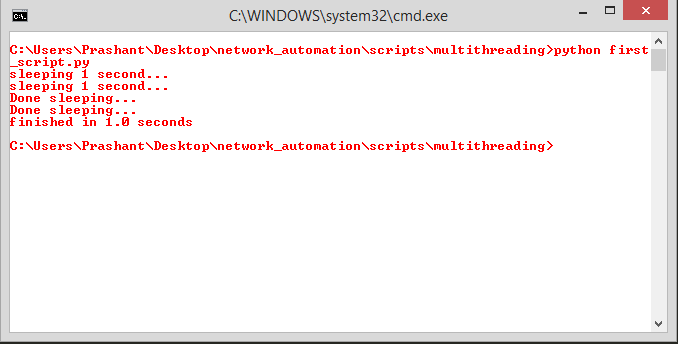 C:\WINDOWS\system32\cmd.exe
C:\Users\Prashant\Desktop\network_automation\scripts\multithreading>python first
_script.py
sleeping 1 second...
sleeping 1 second...
Done sleeping...
Done sleeping...
finished in 1.0 seconds
C:\Users\Prashant\Desktop\network_automation\scripts\multithreading>